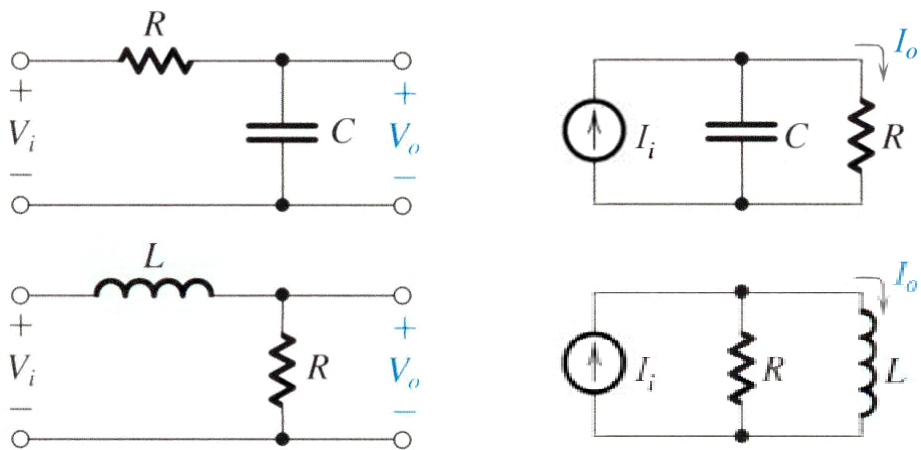 R
I_o
+
V_i
−
C
+
V_o
−
I_i
C
R
L
I_o
+
V_i
−
R
+
V_o
−
I_i
R
L